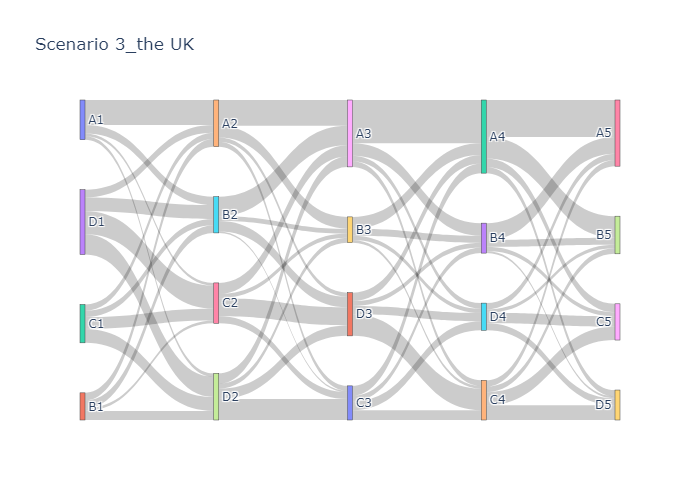 Scenario 3_the UK
A1
A2
A3
A4
A5
D1
B2
B3
B4
B5
C1
C2
D3
D4
C5
B1
D2
C3
C4
D5